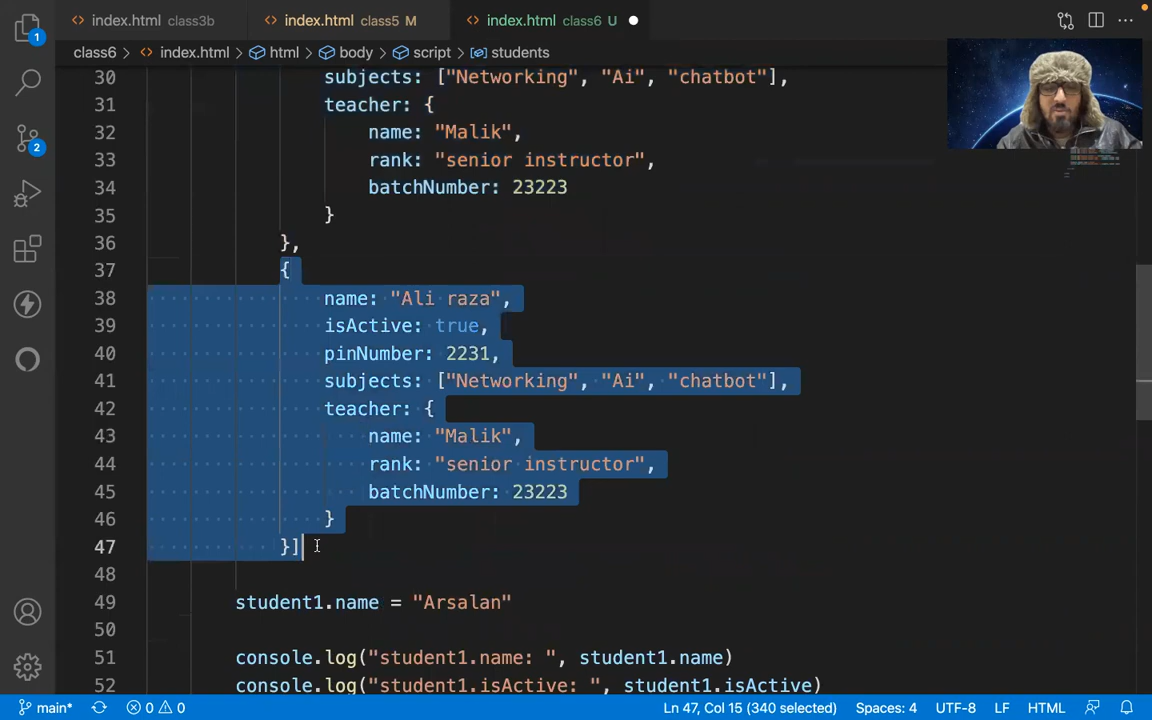 index.html class3b
index.html class5 M
index.html class6 U
class6 > index.html > html > body > script > students
30 subjects: ["Networking", "Ai", "chatbot"],
31 teacher: {
32 name: "Malik",
33 rank: "senior instructor",
34 batchNumber: 23223
35 }
36 },
37 {
38 name: "Ali raza",
39 isActive: true,
40 pinNumber: 2231,
41 subjects: ["Networking", "Ai", "chatbot"],
42 teacher: {
43 name: "Malik",
44 rank: "senior instructor",
45 batchNumber: 23223
46 }
47 }]
48
49 student1.name = "Arsalan"
50
51 console.log("student1.name: ", student1.name)
52 console.log("student1.isActive: ", student1.isActive)
1
2
main* 0 0 Ln 47, Col 15 (340 selected) Spaces: 4 UTF-8 LF HTML